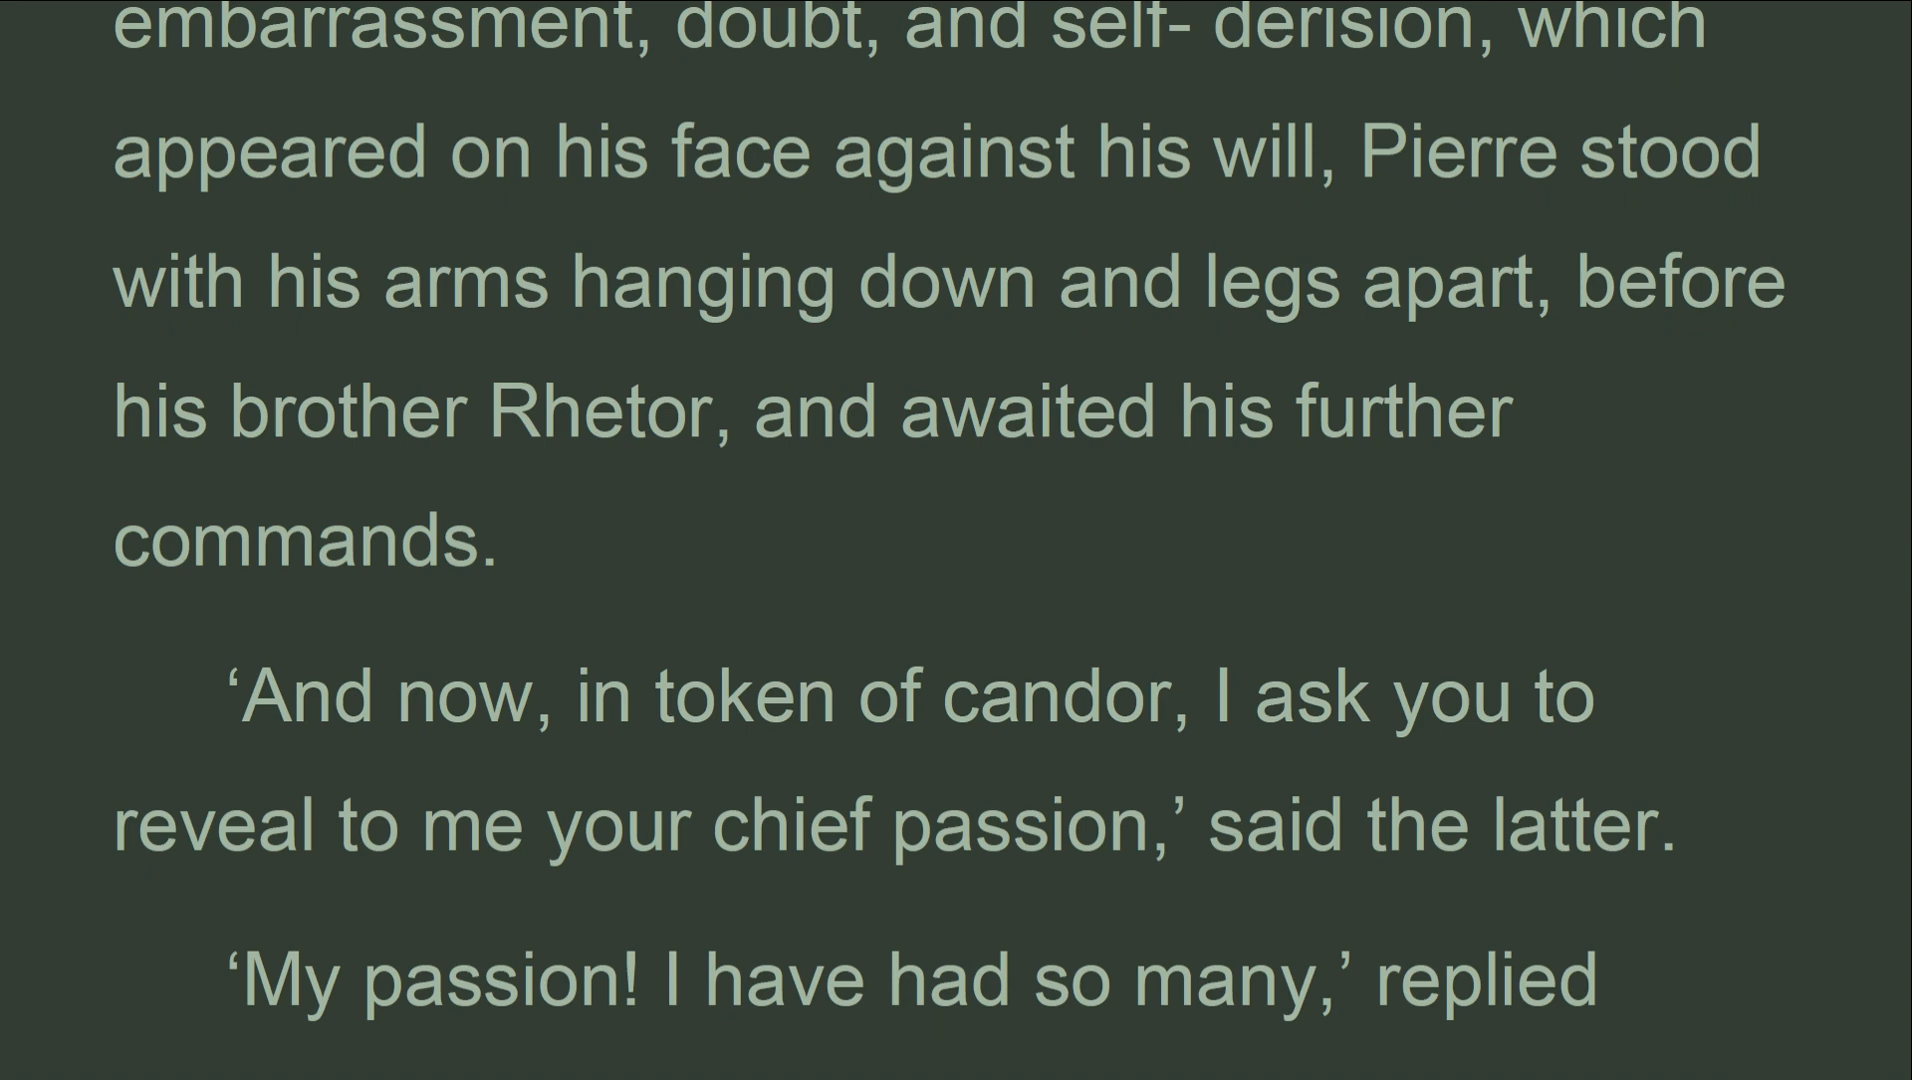 embarrassment, doubt, and self- derision, which
appeared on his face against his will, Pierre stood
with his arms hanging down and legs apart, before
his brother Rhetor, and awaited his further
commands.
‘And now, in token of candor, I ask you to
reveal to me your chief passion,’ said the latter.
‘My passion! I have had so many,’ replied